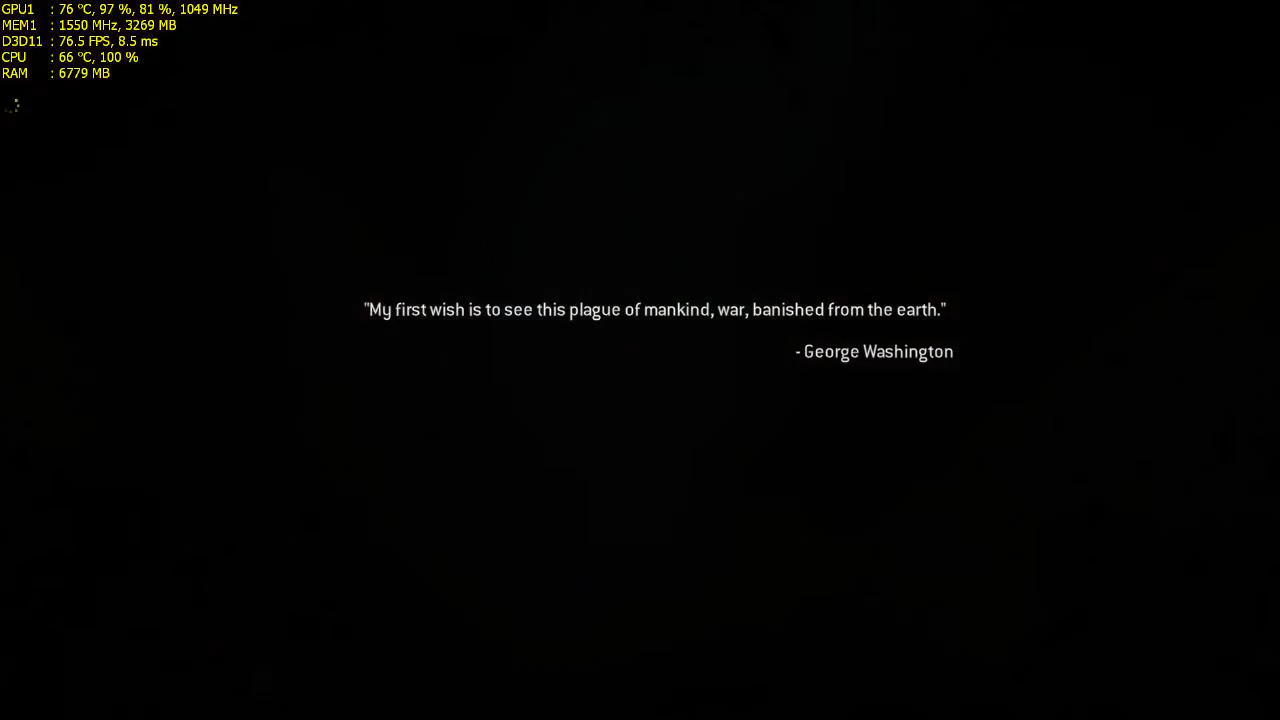 GPU1 : 76 ºC, 97 %, 81 %, 1049 MHz
MEM1 : 1550 MHz, 3269 MB
D3D11 : 76.5 FPS, 8.5 ms
CPU : 66 ºC, 100 %
RAM : 6779 MB
"My first wish is to see this plague of mankind, war, banished from the earth."
- George Washington